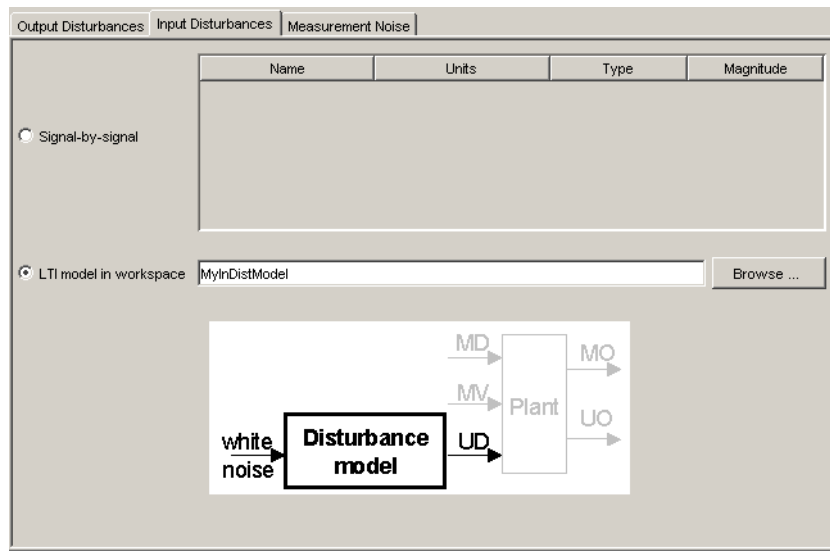 Output Disturbances Input Disturbances Measurement Noise
Name Units Type Magnitude
Signal-by-signal
LTI model in workspace MyInDistModel Browse ...
MD
MO
MV
Plant
UO
white noise
Disturbance model
UD